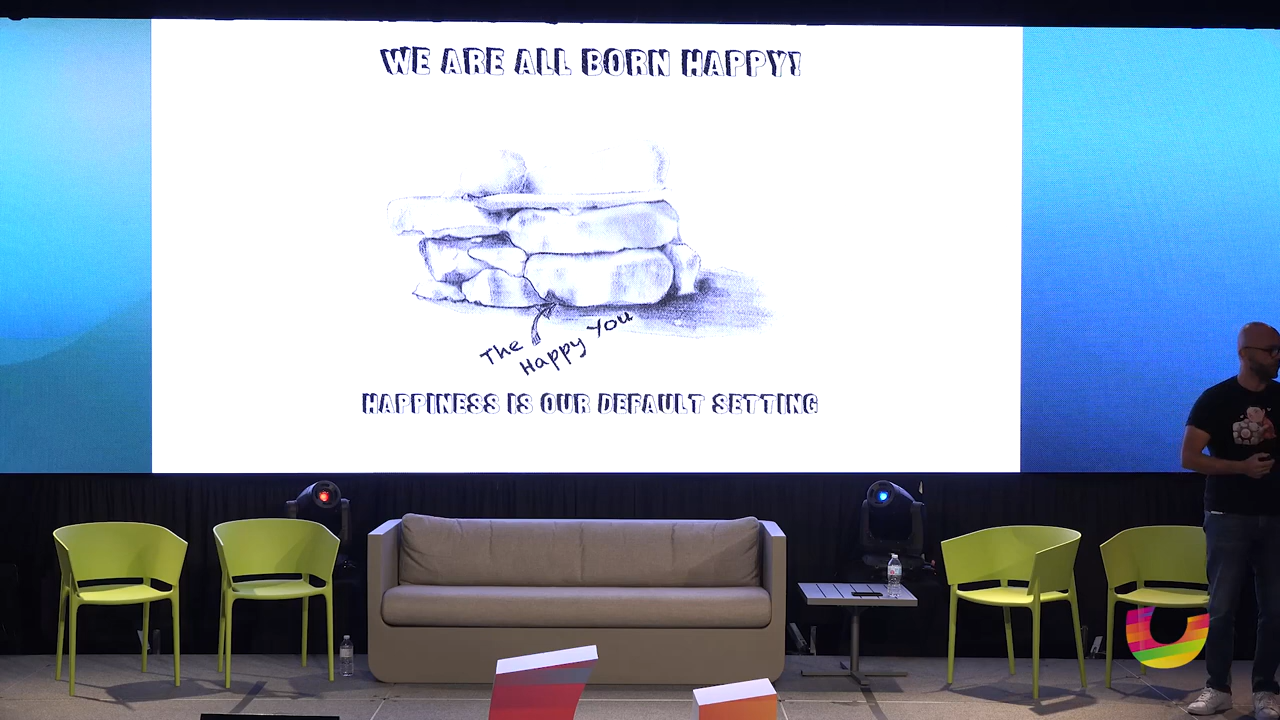 WE ARE ALL BORN HAPPY!
The
Happy You
HAPPINESS IS OUR DEFAULT SETTING